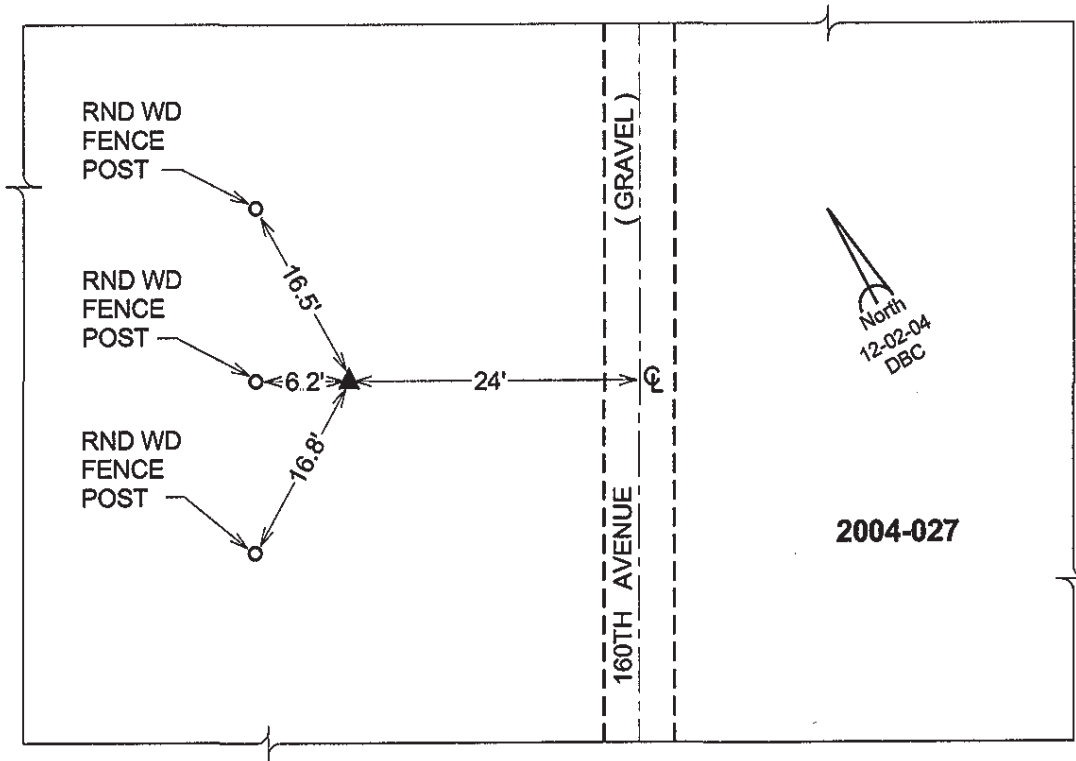 RND WD
FENCE
POST
(GRAVEL)
16.5'
RND WD
FENCE
POST
6.2'
24'
℄
North
12-02-04
DBC
RND WD
FENCE
POST
16.8'
160TH AVENUE
2004-027